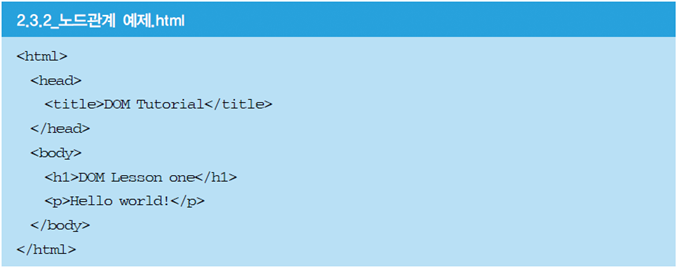 2.3.2_노드관계 예제.html
<html>
  <head>
    <title>DOM Tutorial</title>
  </head>
  <body>
    <h1>DOM Lesson one</h1>
    <p>Hello world!</p>
  </body>
</html>